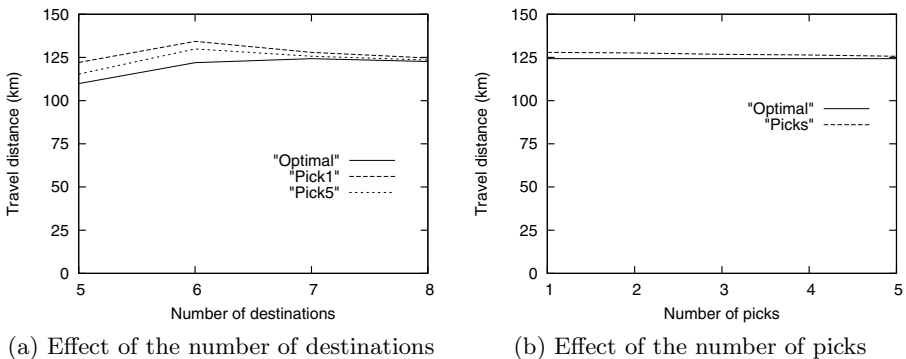 150
125
100
75
50
25
0
Travel distance (km)
"Optimal"
"Pick1"
"Pick5"
5 6 7 8
Number of destinations
(a) Effect of the number of destinations
150
125
100
75
50
25
0
Travel distance (km)
"Optimal"
"Picks"
1 2 3 4 5
Number of picks
(b) Effect of the number of picks